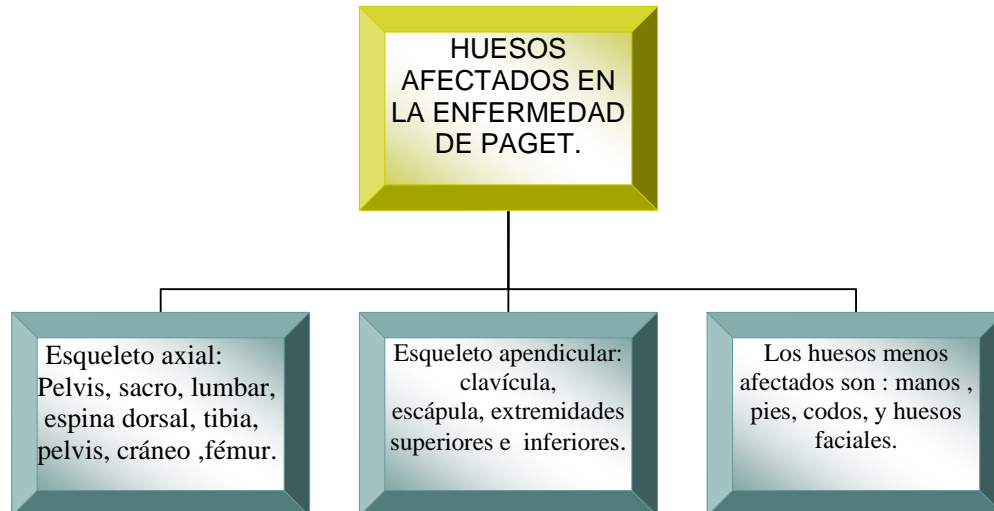 HUESOS
AFECTADOS EN
LA ENFERMEDAD
DE PAGET.
Esqueleto axial:
Pelvis, sacro, lumbar,
espina dorsal, tibia,
pelvis, cráneo ,fémur.
Esqueleto apendicular:
clavícula,
escápula, extremidades
superiores e inferiores.
Los huesos menos
afectados son : manos ,
pies, codos, y huesos
faciales.